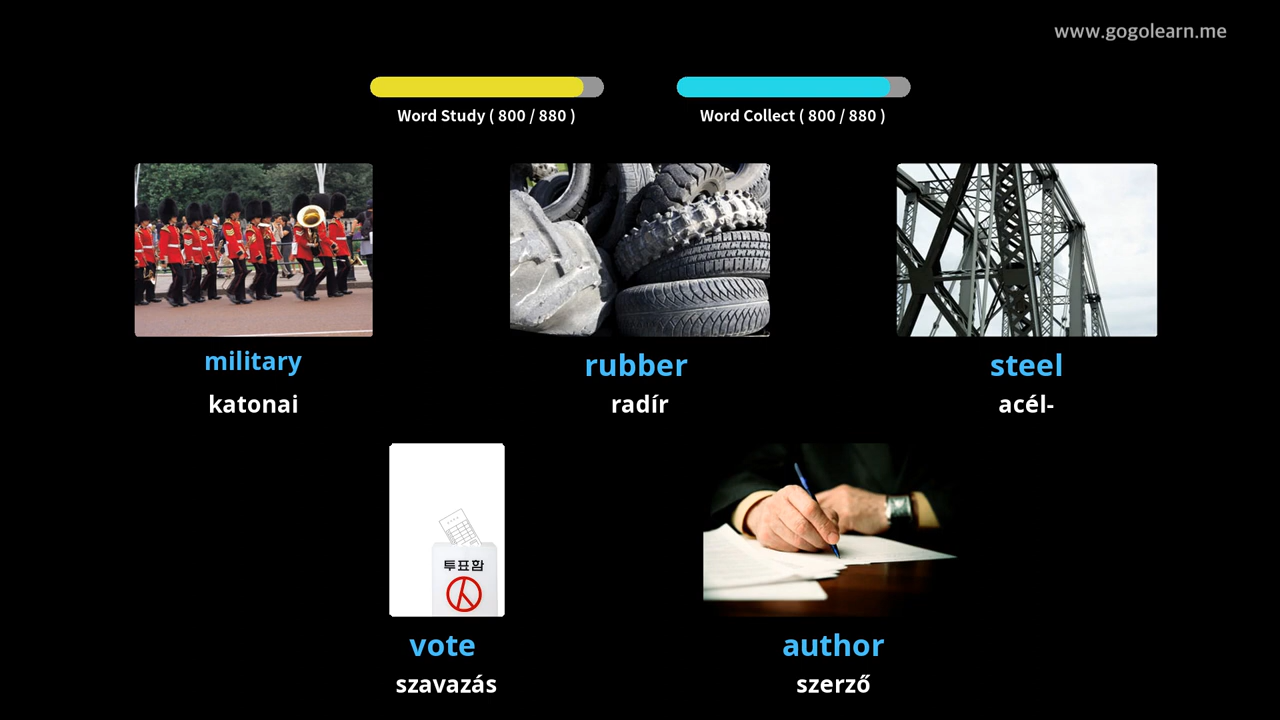 www.gogolearn.me
Word Study ( 800 / 880 )
Word Collect ( 800 / 880 )
military
katonai
rubber
radír
steel
acél-
투표함
vote
szavazás
author
szerző